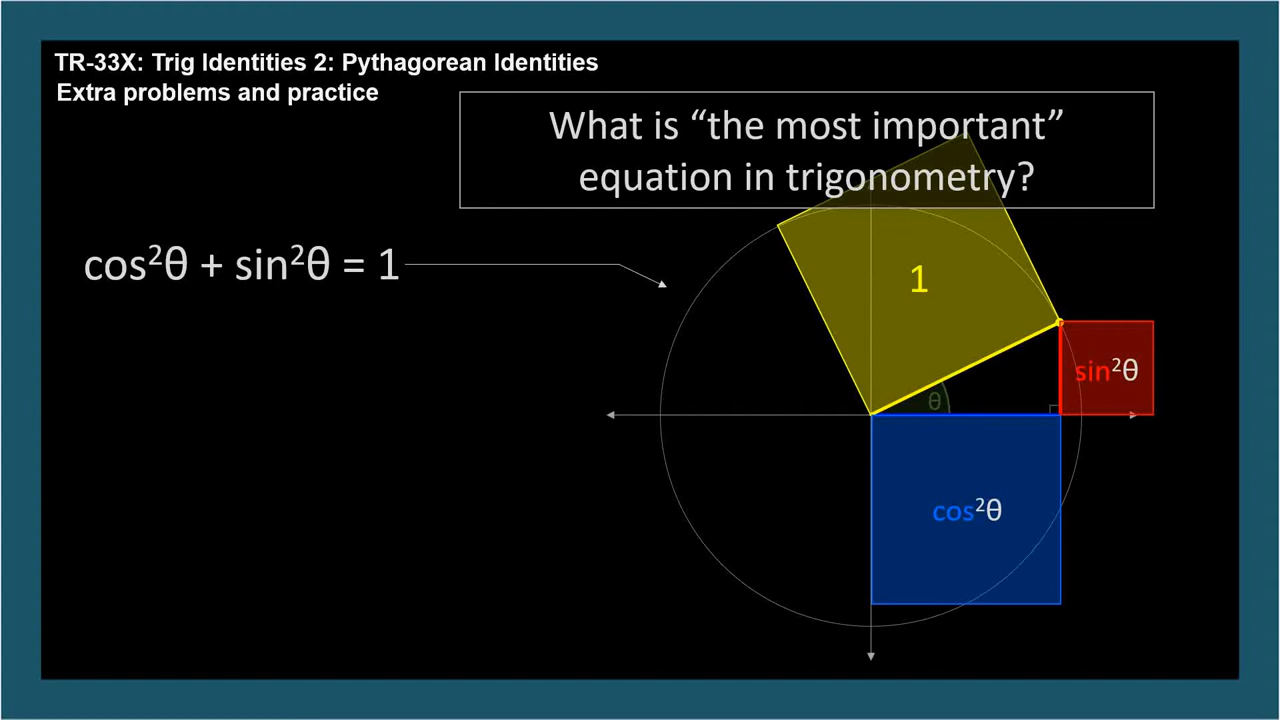 TR-33X: Trig Identities 2: Pythagorean Identities
Extra problems and practice
What is “the most important”
equation in trigonometry?
cos²θ + sin²θ = 1
1
sin²θ
θ
cos²θ